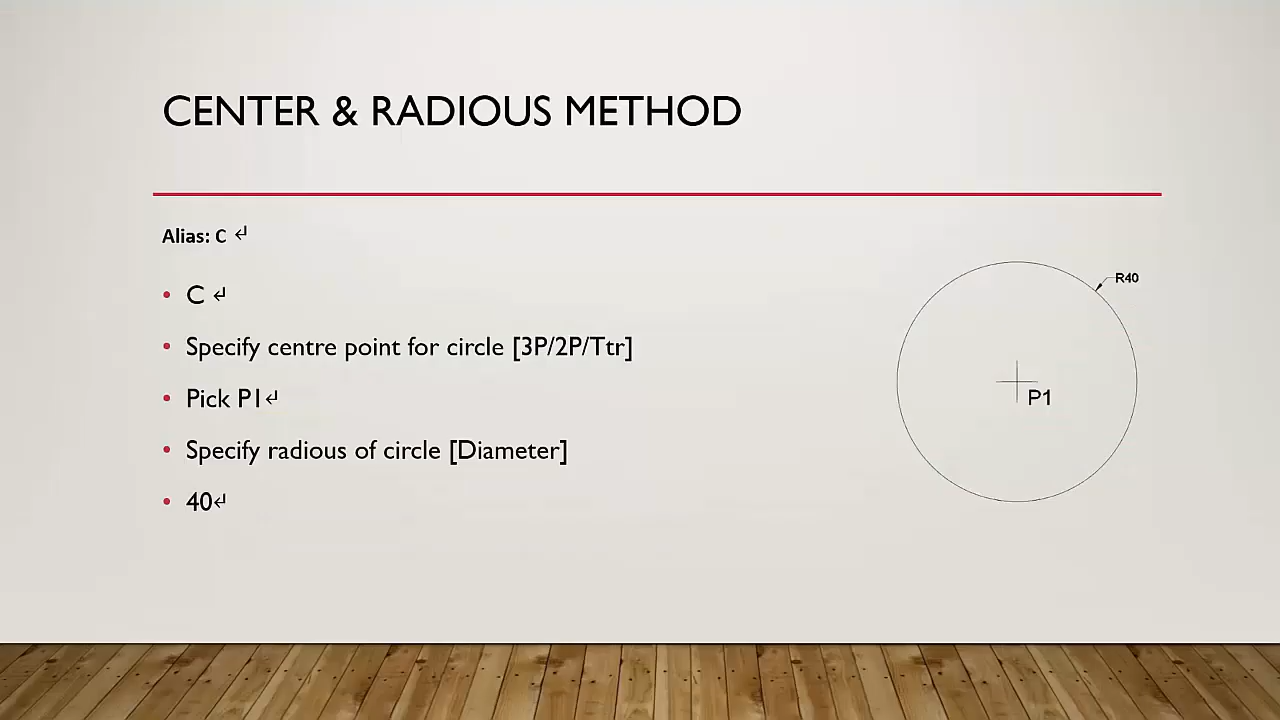 CENTER & RADIOUS METHOD
Alias: C ↵
• C ↵
• Specify centre point for circle [3P/2P/Ttr]
• Pick P1↵
• Specify radious of circle [Diameter]
• 40↵
R40
P1